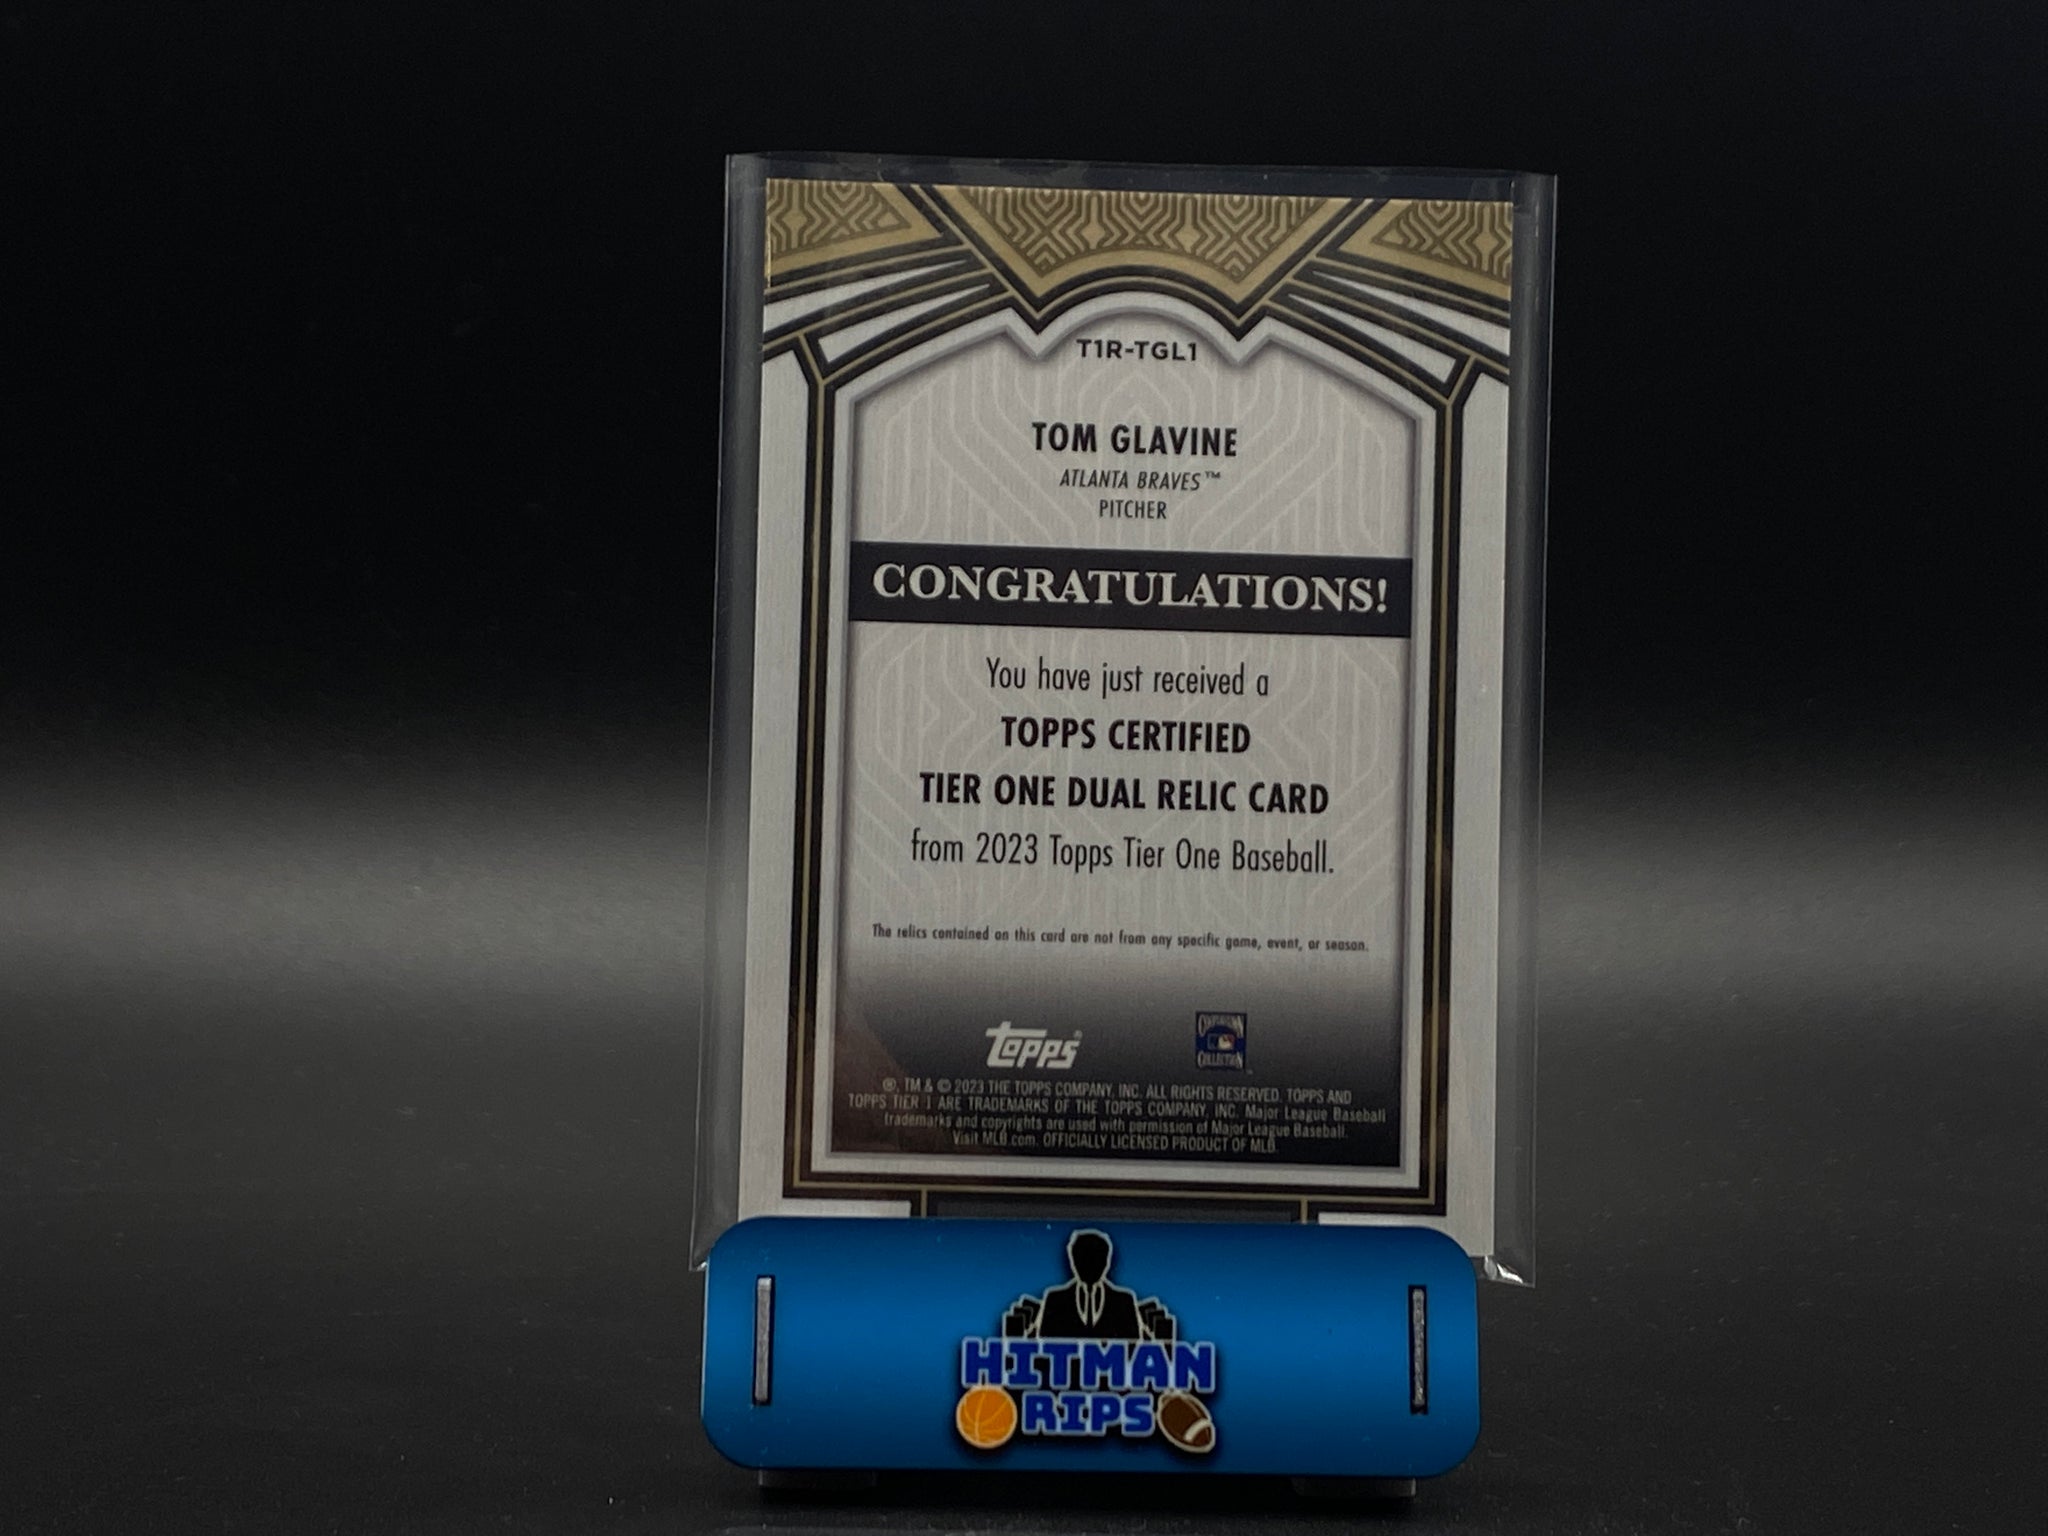 T1R-TGL1
TOM GLAVINE
ATLANTA BRAVES™
PITCHER
CONGRATULATIONS!
You have just received a
TOPPS CERTIFIED
TIER ONE DUAL RELIC CARD
from 2023 Topps Tier One Baseball.
The relics contained on this card are not from any specific game, event, or season.
topps®
COOPERSTOWN
COLLECTION
®, TM & © 2023 THE TOPPS COMPANY, INC. ALL RIGHTS RESERVED. TOPPS AND
TOPPS TIER 1 ARE TRADEMARKS OF THE TOPPS COMPANY, INC. Major League Baseball
trademarks and copyrights are used with permission of Major League Baseball.
Visit MLB.com. OFFICIALLY LICENSED PRODUCT OF MLB.
HITMAN
RIPS